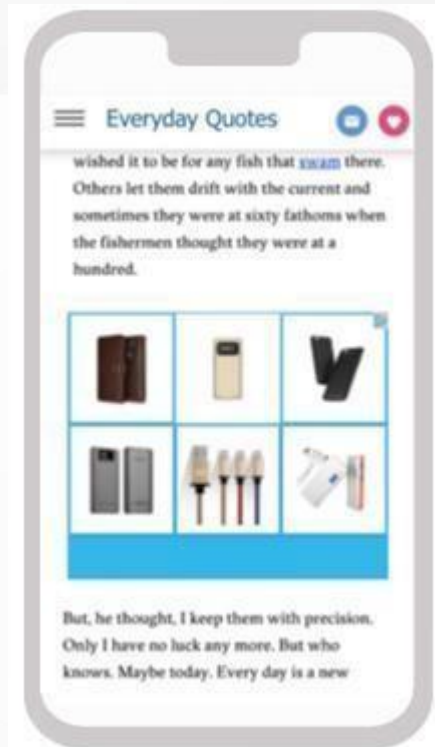 Everyday Quotes
wished it to be for any fish that swam there.
Others let them drift with the current and
sometimes they were at sixty fathoms when
the fishermen thought they were at a
hundred.
But, he thought, I keep them with precision.
Only I have no luck any more. But who
knows. Maybe today. Every day is a new